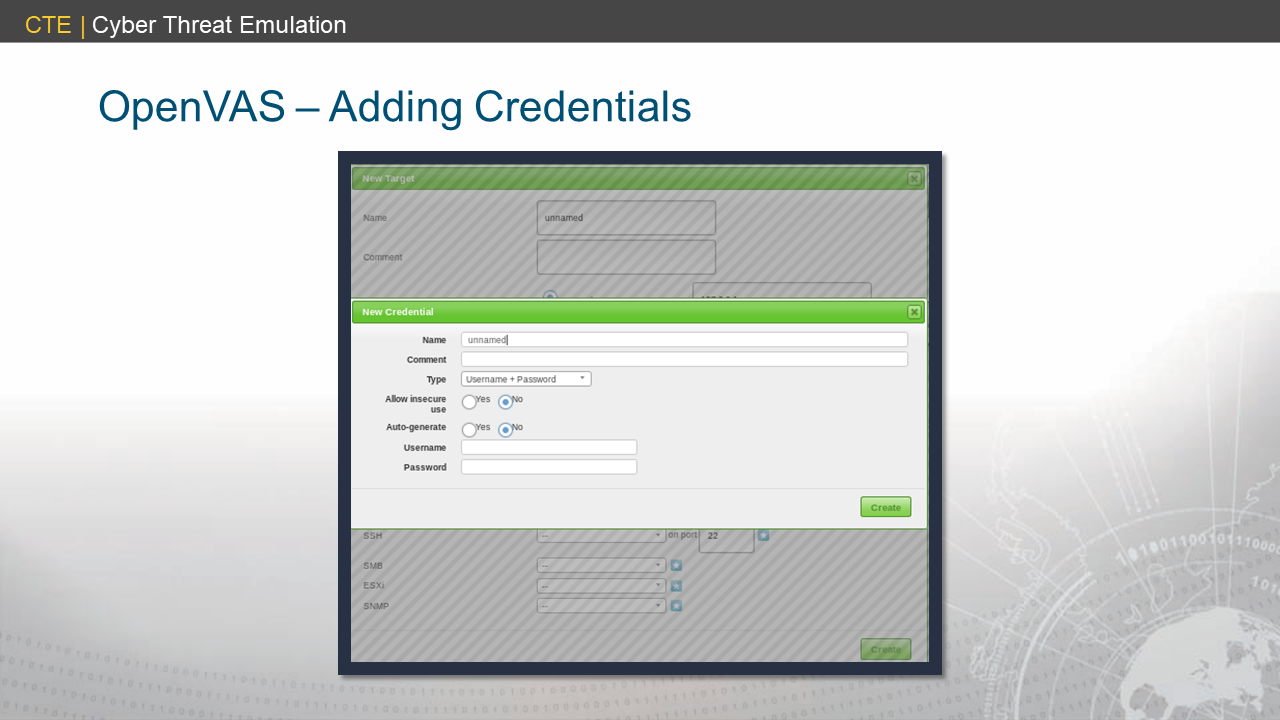 CTE | Cyber Threat Emulation
OpenVAS – Adding Credentials
New Target
Name
unnamed
Comment
New Credential
Name
unnamed
Comment
Type
Username + Password
Allow insecure
use
Yes
No
Auto-generate
Yes
No
Username
Password
Create
SSH
--
on port
22
SMB
--
ESXi
--
SNMP
--
Create